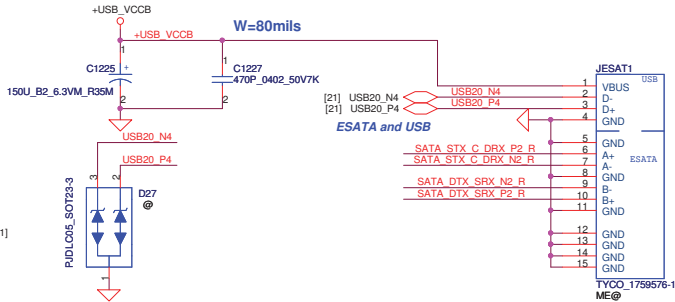 +USB_VCCB
+USB_VCCB
W=80mils
1
C1225
+
150U_B2_6.3VM_R35M
2
1
C1227
470P_0402_50V7K
2
[21] USB20_N4
[21] USB20_P4
USB20_N4
USB20_P4
ESATA and USB
USB20_N4
USB20_P4
3
2
D27
@
PJDLC05_SOT23-3
1
1]
JESAT1
USB
1 VBUS
2 D-
3 D+
4 GND
5 GND
SATA_STX_C_DRX_P2_R 6 A+
ESATA
SATA_STX_C_DRX_N2_R 7 A-
8 GND
SATA_DTX_SRX_N2_R 9 B-
SATA_DTX_SRX_P2_R 10 B+
11 GND
12 GND
13 GND
14 GND
15 GND
TYCO_1759576-1
ME@